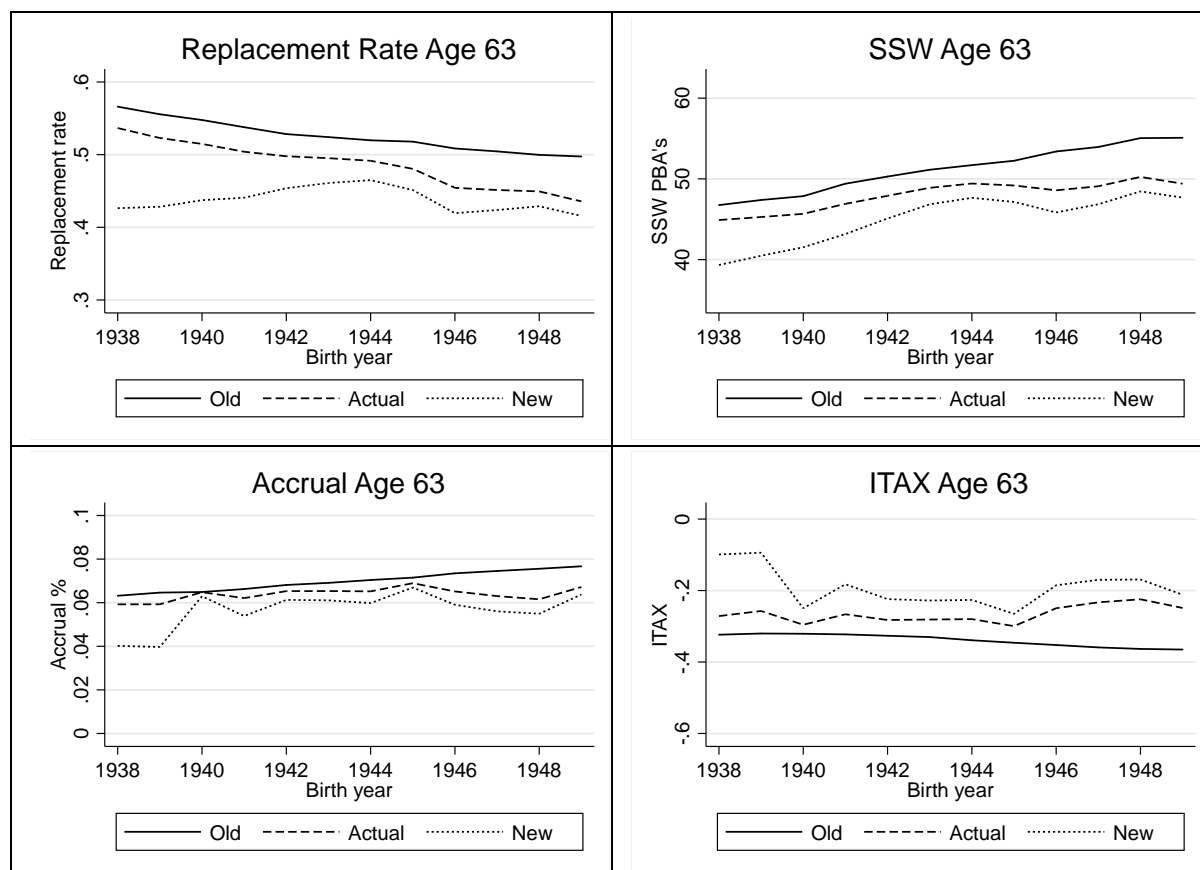 Replacement Rate Age 63
Replacement rate
.6
.5
.4
.3
1938 1940 1942 1944 1946 1948
Birth year
Old Actual New
SSW Age 63
SSW PBA's
60
50
40
1938 1940 1942 1944 1946 1948
Birth year
Old Actual New
Accrual Age 63
Accrual %
.1
.08
.06
.04
.02
0
1938 1940 1942 1944 1946 1948
Birth year
Old Actual New
ITAX Age 63
ITAX
0
-.2
-.4
-.6
1938 1940 1942 1944 1946 1948
Birth year
Old Actual New